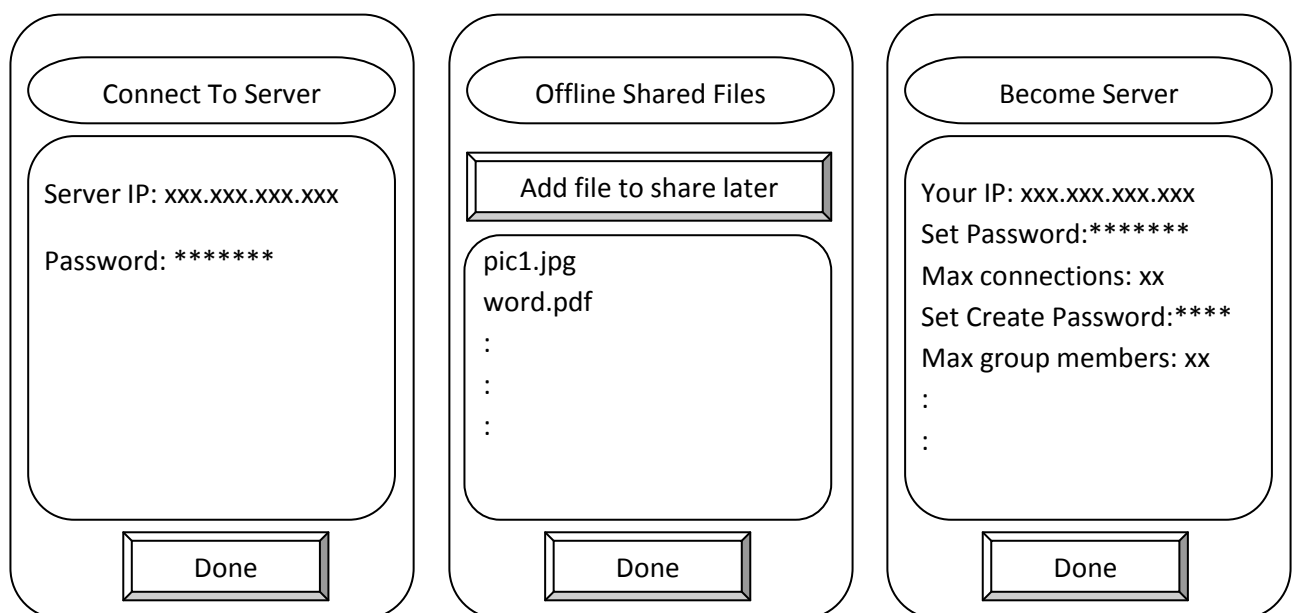 Connect To Server
Server IP: xxx.xxx.xxx.xxx
Password: *******
Done
Offline Shared Files
Add file to share later
pic1.jpg
word.pdf
:
:
:
Done
Become Server
Your IP: xxx.xxx.xxx.xxx
Set Password:*******
Max connections: xx
Set Create Password:****
Max group members: xx
:
:
Done